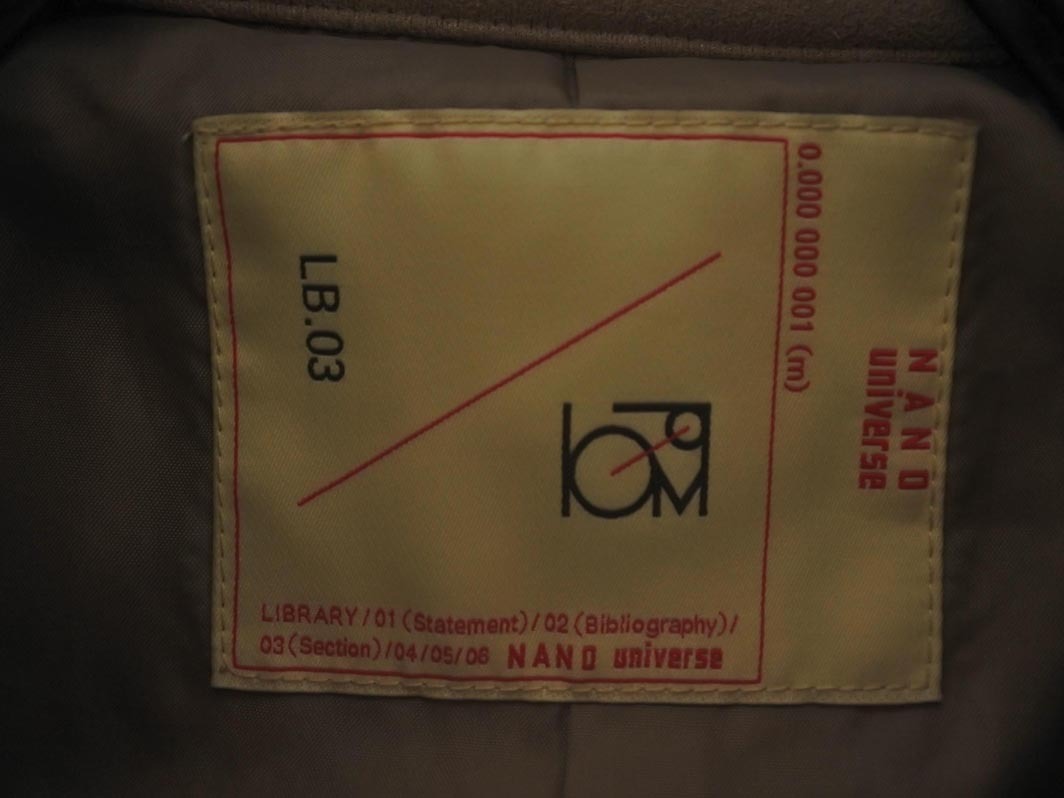 NANO
universe
0.000 000 001 (m)
LB.03
LIBRARY/01(Statement)/02(Bibliography)/
03(Section)/04/05/06 NANO universe